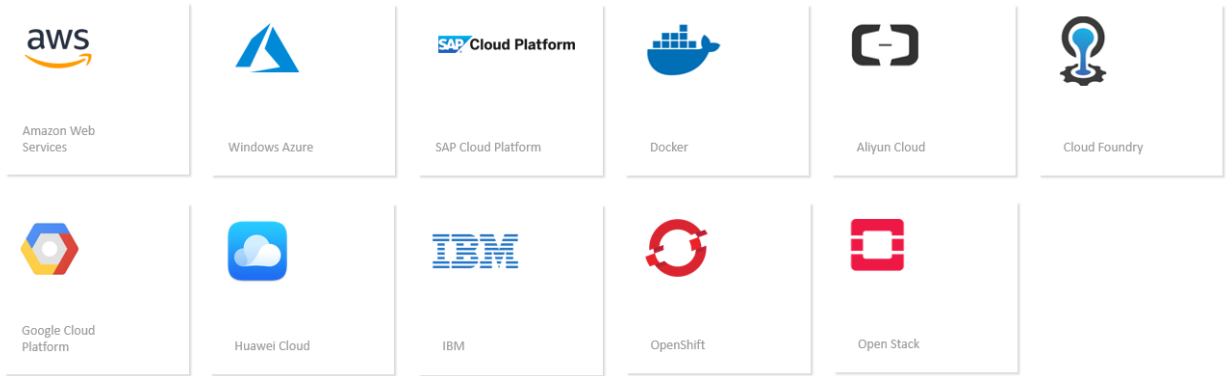 aws
SAP Cloud Platform
Amazon Web
Services
Windows Azure
SAP Cloud Platform
Docker
Aliyun Cloud
Cloud Foundry
IBM
Google Cloud
Platform
Huawei Cloud
IBM
OpenShift
Open Stack